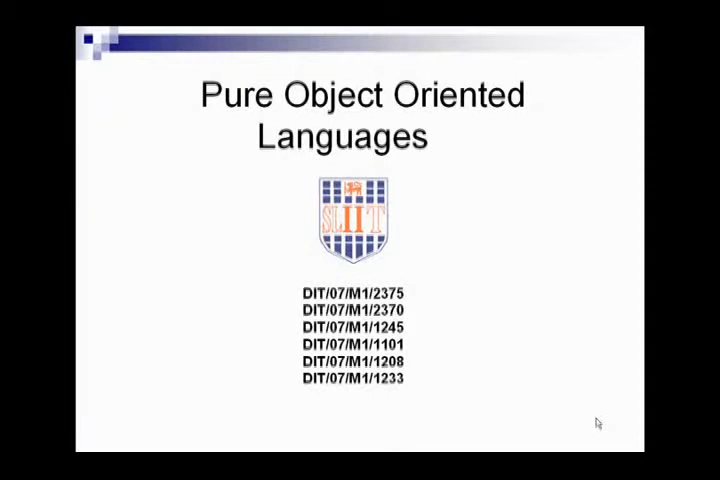 Pure Object Oriented
Languages
SLIIT
DIT/07/M1/2375
DIT/07/M1/2370
DIT/07/M1/1245
DIT/07/M1/1101
DIT/07/M1/1208
DIT/07/M1/1233